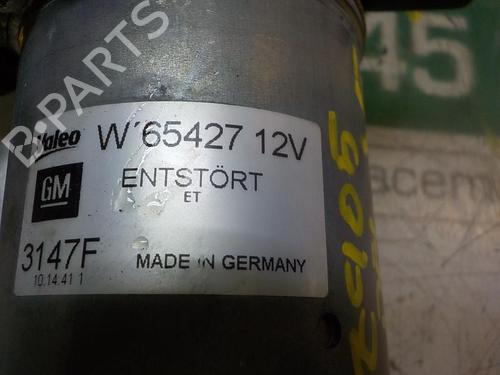 B-PARTS
45
Valeo
W´65427 12V
GM
ENTSTÖRT
ET
acem
3147F
MADE IN GERMANY
10.14.41 1